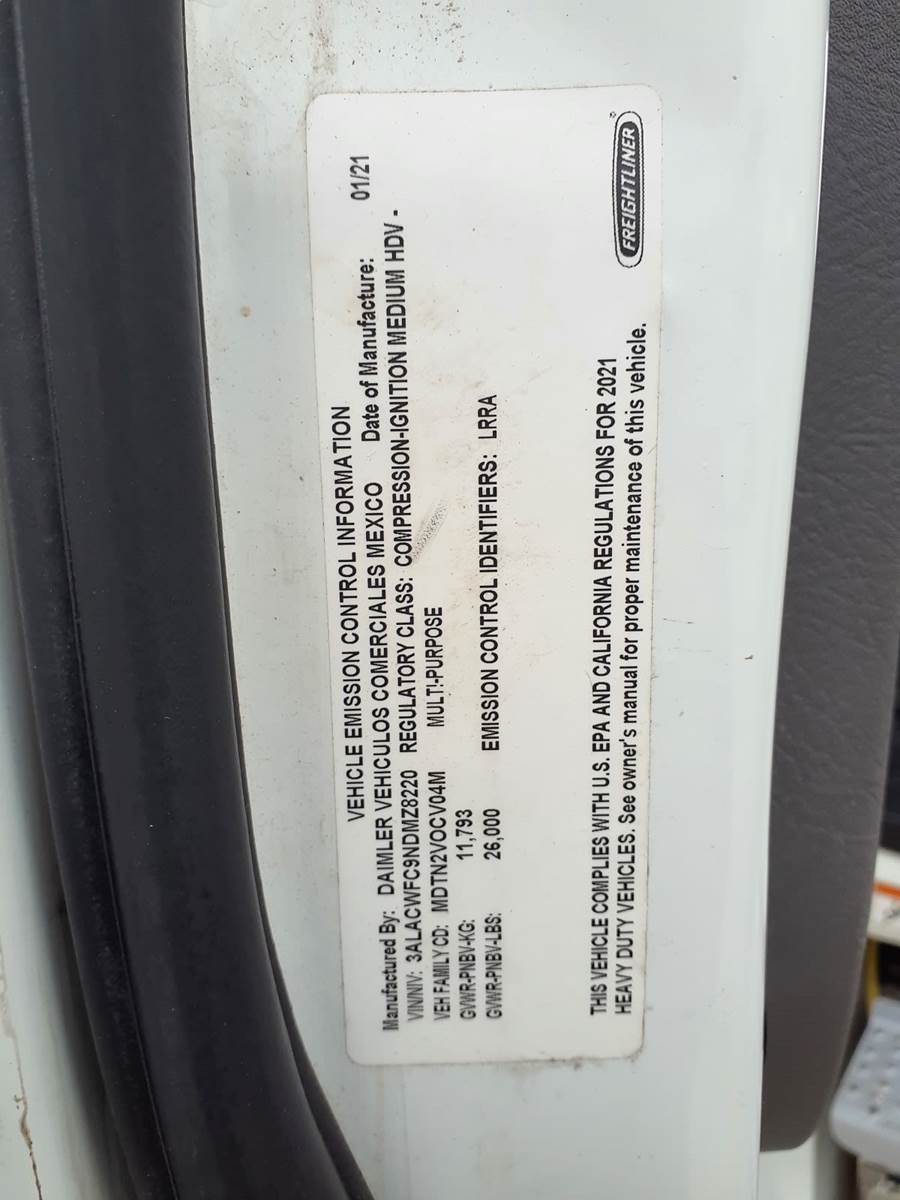 VEHICLE EMISSION CONTROL INFORMATION
Manufactured By: DAIMLER VEHICULOS COMERCIALES MEXICO Date of Manufacture: 01/21
VIN/NIV: 3ALACWFC9NDMZ8220 REGULATORY CLASS: COMPRESSION-IGNITION MEDIUM HDV -
VEH FAMILY CD: MDTN2VOCV04M MULTI-PURPOSE
GVWR-PNBV-KG: 11,793
GVWR-PNBV-LBS: 26,000 EMISSION CONTROL IDENTIFIERS: LRRA
THIS VEHICLE COMPLIES WITH U.S. EPA AND CALIFORNIA REGULATIONS FOR 2021
HEAVY DUTY VEHICLES. See owner's manual for proper maintenance of this vehicle.
FREIGHTLINER®